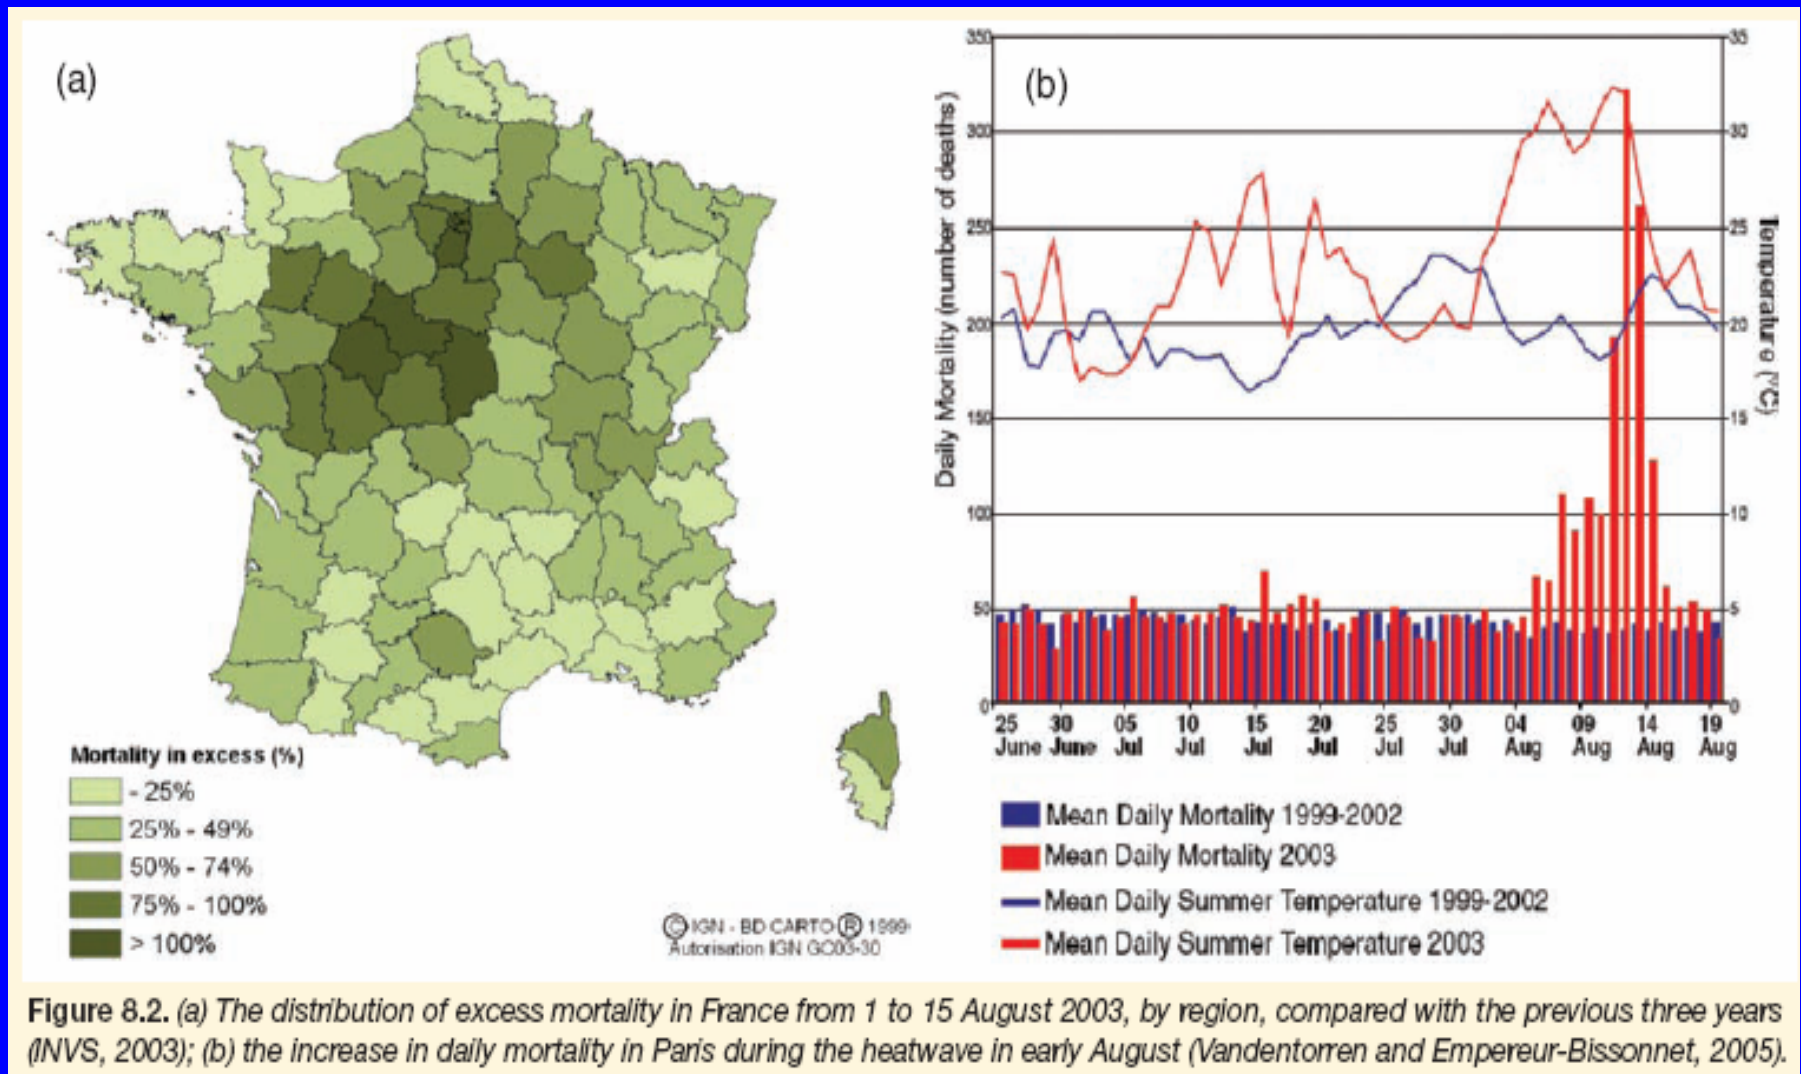 (a)
Mortality in excess (%)
- 25%
25% - 49%
50% - 74%
75% - 100%
> 100%
© IGN - BD CARTO ® 1999-
Autorisation IGN GC03-30
(b)
Daily Mortality (number of deaths)
350
300
250
200
150
100
50
0
35
30
25
20
15
10
5
0
Temperature (°C)
25 30 05 10 15 20 25 30 04 09 14 19
June June Jul Jul Jul Jul Jul Jul Aug Aug Aug Aug
Mean Daily Mortality 1999-2002
Mean Daily Mortality 2003
Mean Daily Summer Temperature 1999-2002
Mean Daily Summer Temperature 2003
Figure 8.2. (a) The distribution of excess mortality in France from 1 to 15 August 2003, by region, compared with the previous three years
(INVS, 2003); (b) the increase in daily mortality in Paris during the heatwave in early August (Vandentorren and Empereur-Bissonnet, 2005).